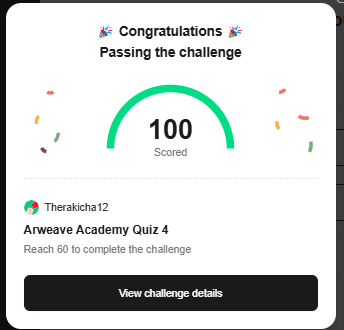 🎉 Congratulations 🎉
Passing the challenge
100
Scored
Therakicha12
Arweave Academy Quiz 4
Reach 60 to complete the challenge
View challenge details